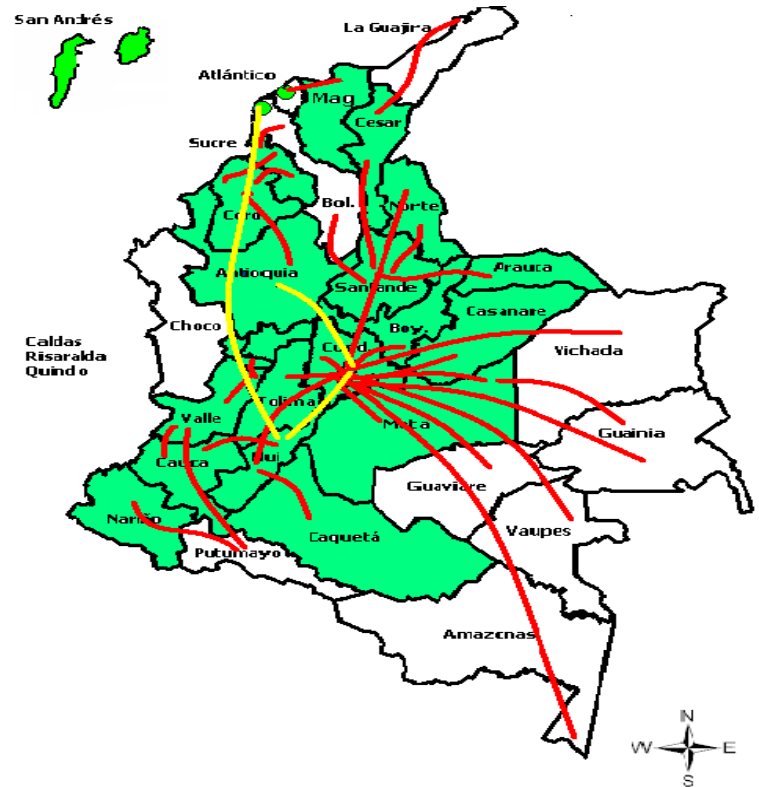 San Andrés
La Guajira
Atlántico
Mag
Cesar
Sucre
Bol.
Norte
Cord
Antioquia
Santande
Arauca
Casanare
Boy.
Choco
Cund
Vichada
Caldas
Risaralda
Quindo
Tolima
Valle
Meta
Guainia
Hui
Cauca
Guaviare
Nariño
Vaupes
Caquetá
Putumayo
Amazonas
N
W
E
S